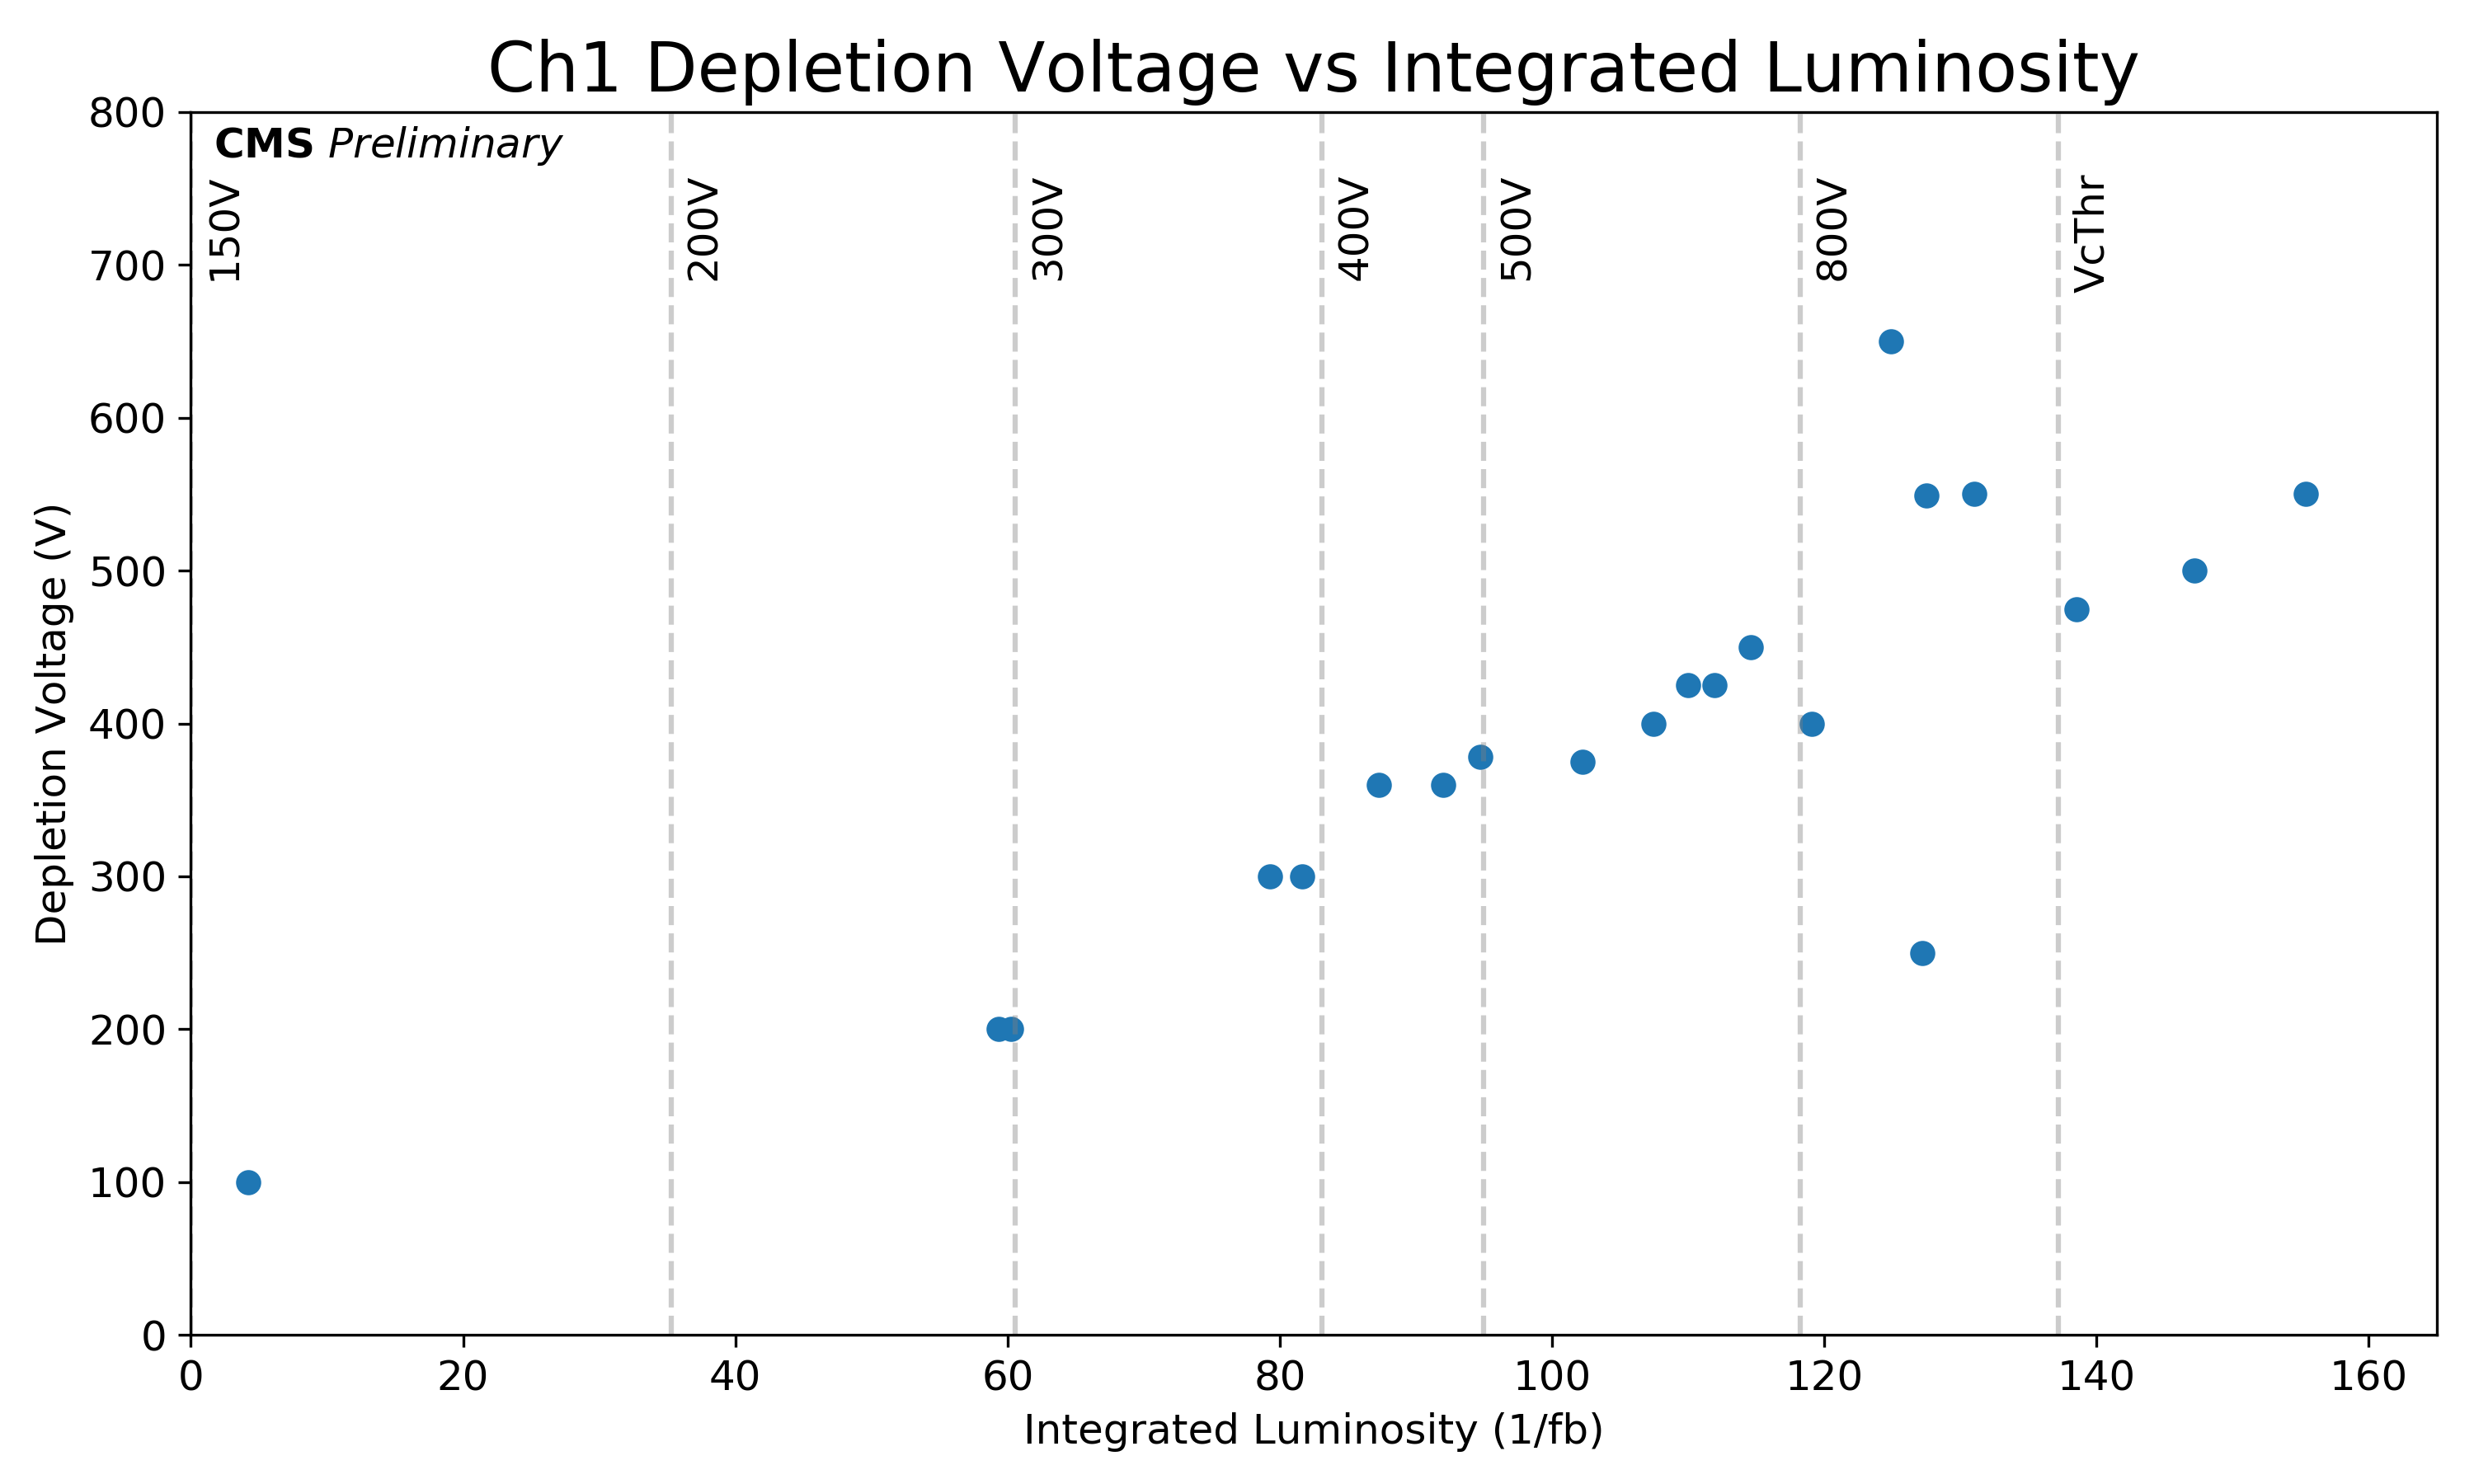 Ch1 Depletion Voltage vs Integrated Luminosity
CMS Preliminary
150V
200V
300V
400V
500V
800V
VcThr
Depletion Voltage (V)
800
700
600
500
400
300
200
100
0
0 20 40 60 80 100 120 140 160
Integrated Luminosity (1/fb)